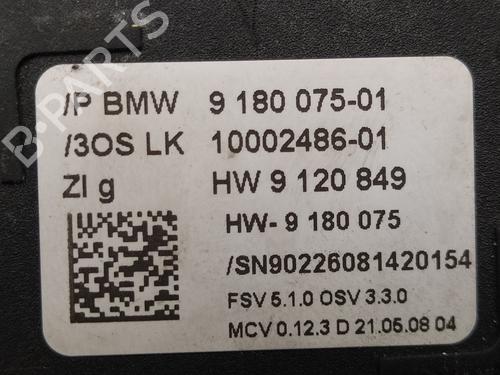 /P BMW 9 180 075-01
/3OS LK 10002486-01
ZI g HW 9 120 849
HW- 9 180 075
/SN90226081420154
FSV 5.1.0 OSV 3.3.0
MCV 0.12.3 D 21.05.08 04